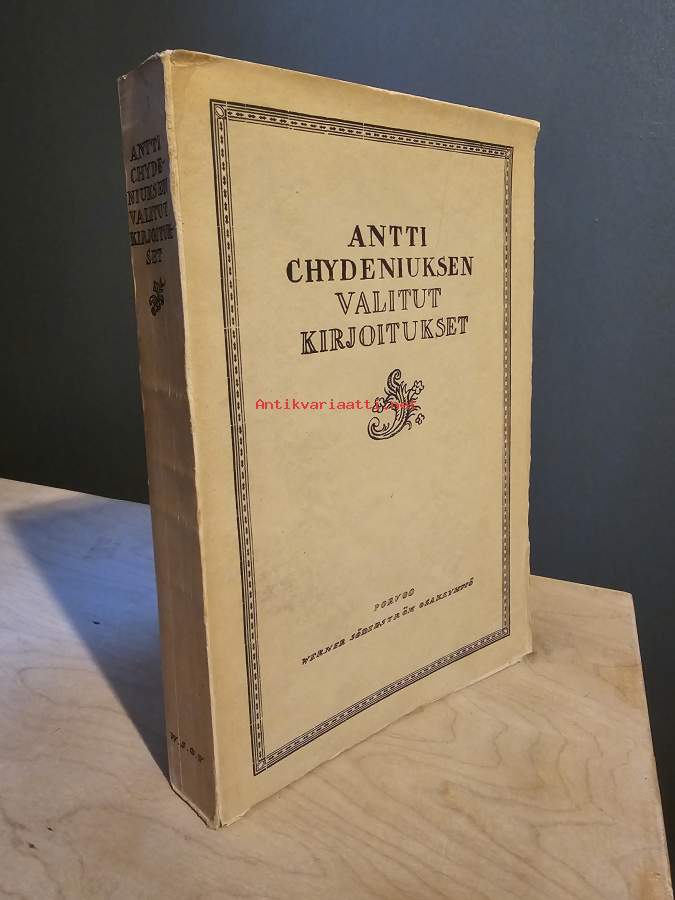 ANTTI
CHYDE-
NIUKSEN
VALITUT
KIRJOITUK-
SET
W.S.O.Y
ANTTI
CHYDENIUKSEN
VALITUT
KIRJOITUKSET
Antikvariaatti.net
PORVOO
WERNER SÖDERSTRÖM OSAKEYHTIÖ